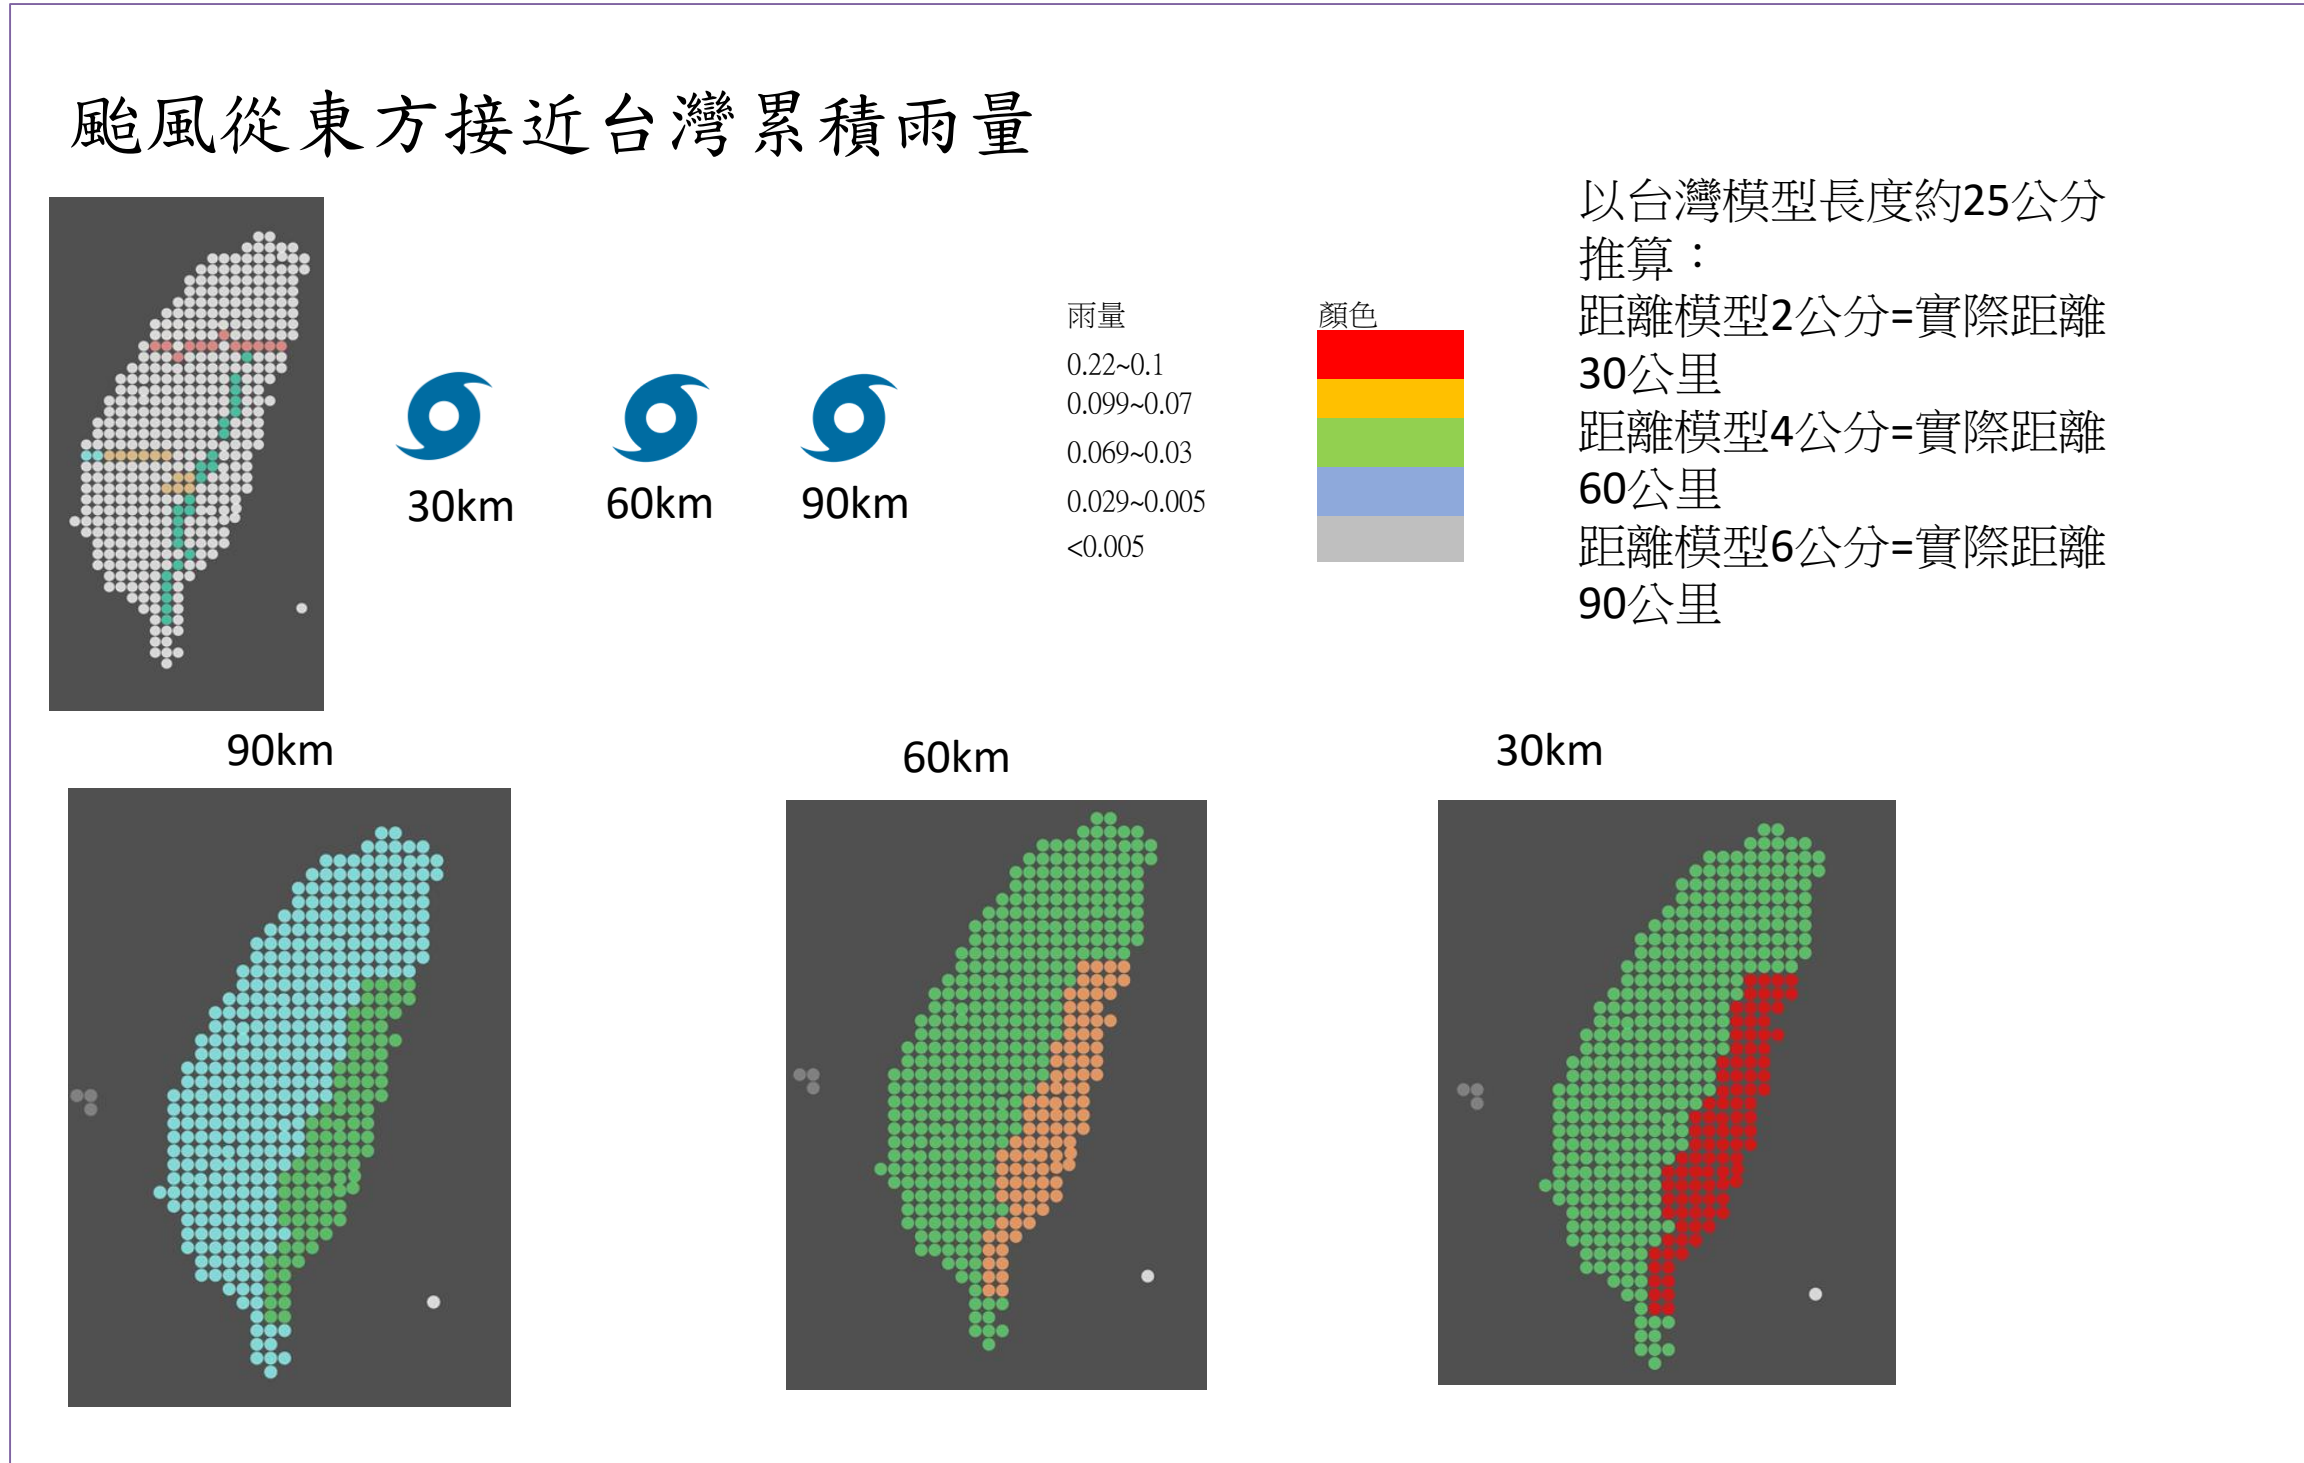 颱風從東方接近台灣累積雨量
以台灣模型長度約25公分
推算：
距離模型2公分=實際距離
30公里
距離模型4公分=實際距離
60公里
距離模型6公分=實際距離
90公里
雨量 顏色
0.22~0.1
0.099~0.07
0.069~0.03
0.029~0.005
<0.005
30km 60km 90km
90km 60km 30km